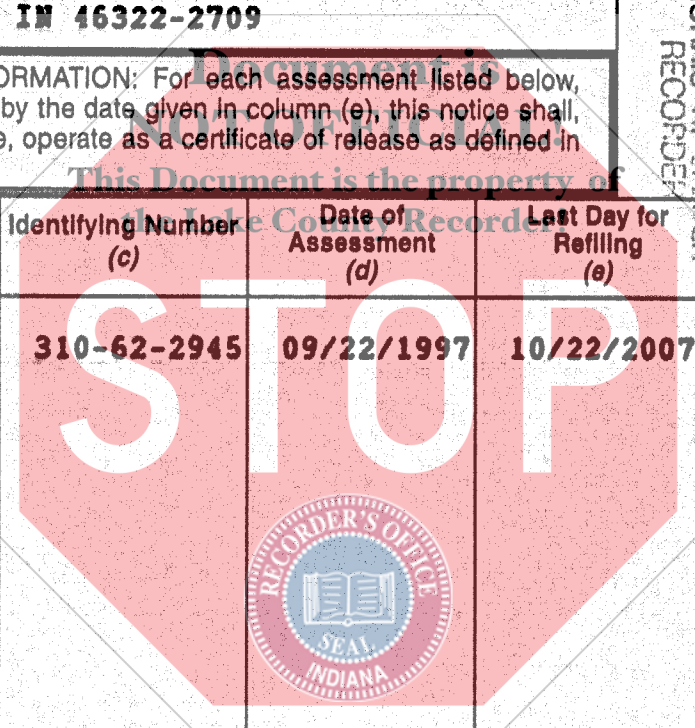 IN 46322-2709
ORMATION: For each assessment listed below,
by the date given in column (e), this notice shall,
e, operate as a certificate of release as defined in
Document is
NOT OFFICIAL!
This Document is the property of
the Lake County Recorder!
RECORDER
Identifying Number
(c)
Date of
Assessment
(d)
Last Day for
Refiling
(e)
310-62-2945 09/22/1997 10/22/2007
STOP
RECORDER'S OFFICE
SEAL
INDIANA